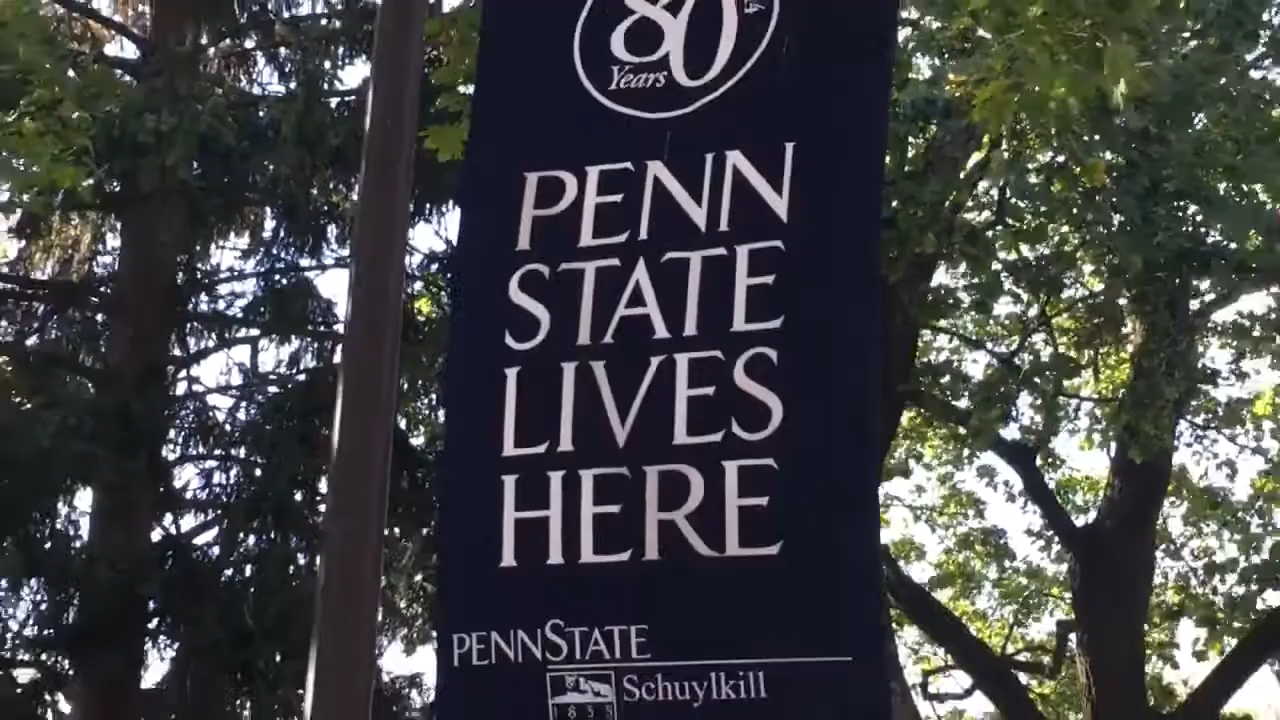 80
Years
PENN
STATE
LIVES
HERE
PENNSTATE
Schuylkill
1855